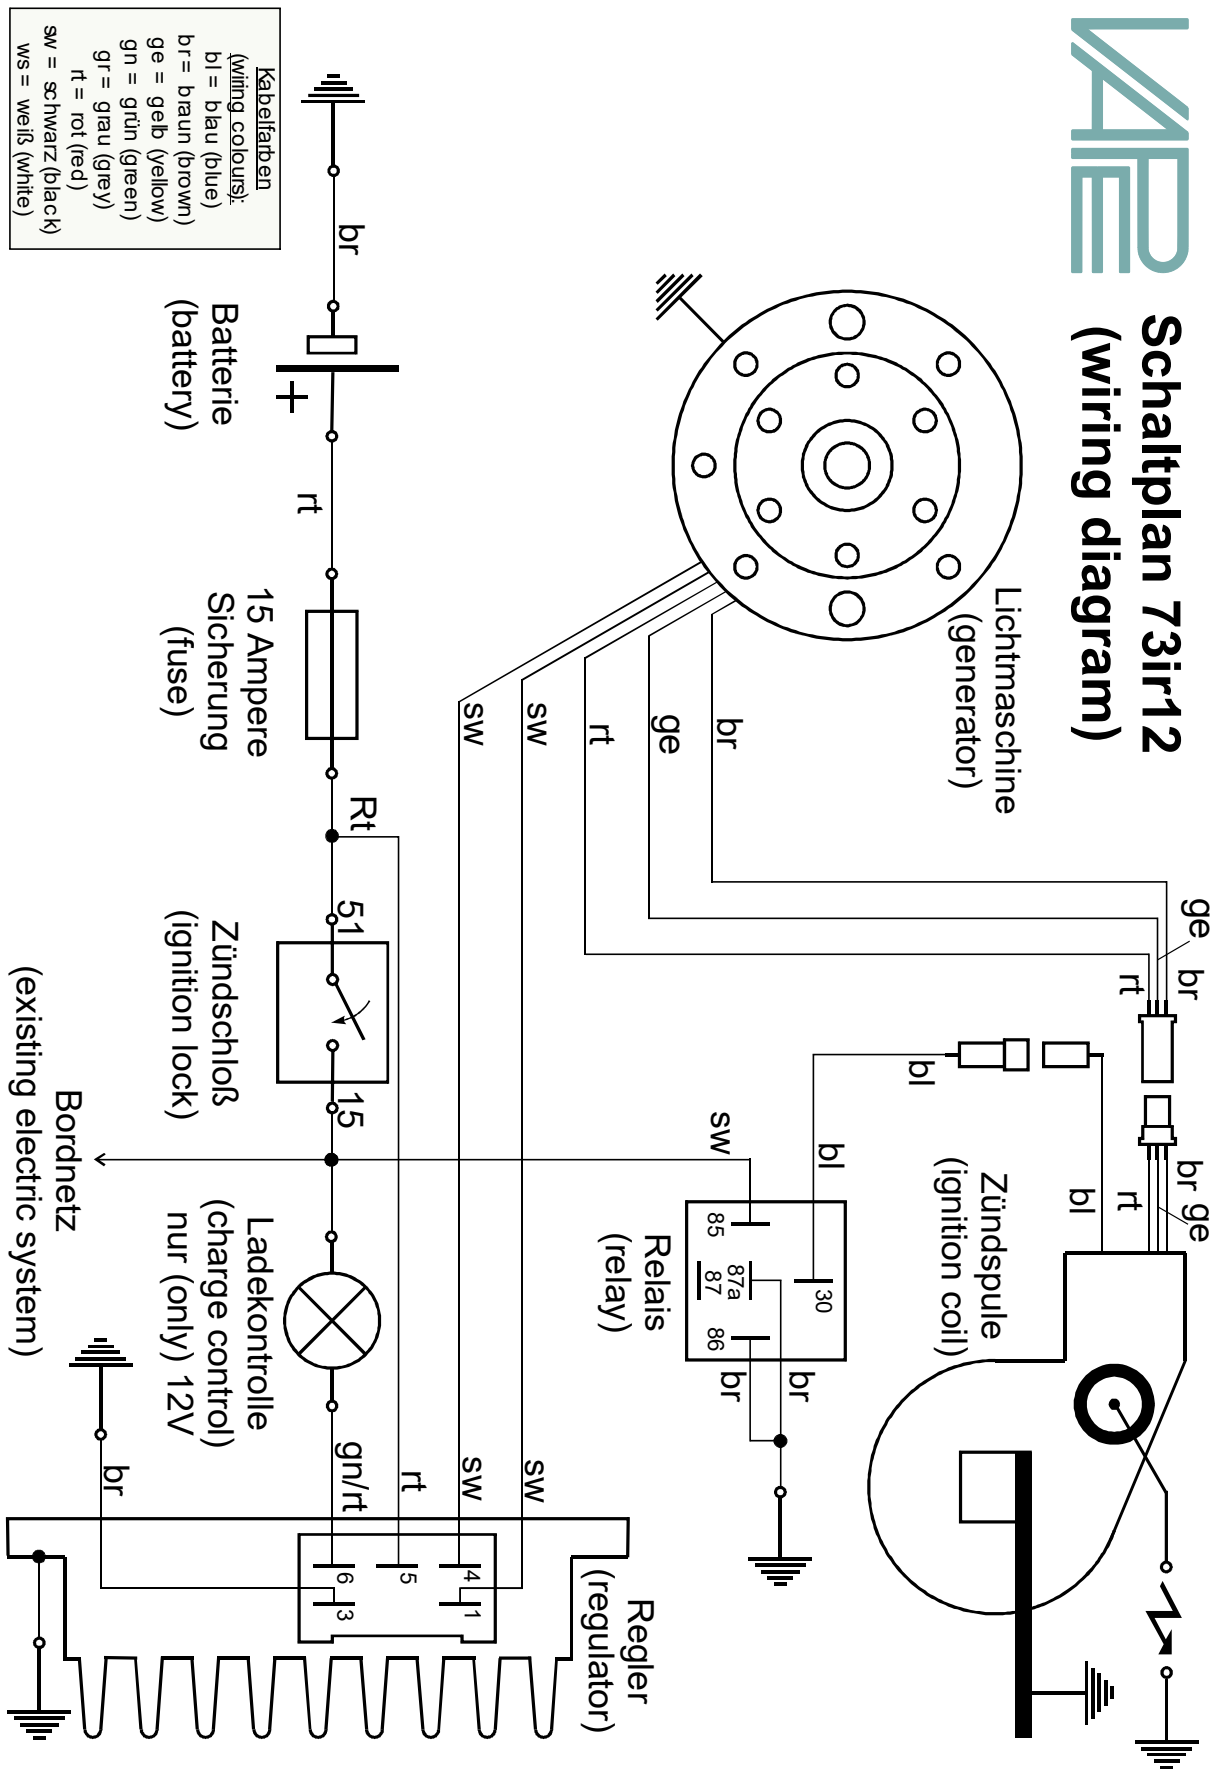 VAPE
Schaltplan 73ir12
(wiring diagram)
Lichtmaschine
(generator)
br
ge
rt
sw
sw
ge
br
rt
br
ge
rt
bl
bl
bl
Zündspule
(ignition coil)
sw
85
87a
87
86
30
Relais
(relay)
br
br
br
Batterie
(battery)
+
rt
15 Ampere
Sicherung
(fuse)
Rt
51
15
Zündschloß
(ignition lock)
Bordnetz
(existing electric system)
Ladekontrolle
(charge control)
nur (only) 12V
gn/rt
rt
sw
sw
br
4
1
5
6
3
Regler
(regulator)
Kabelfarben
(wiring colours):
bl = blau (blue)
br = braun (brown)
ge = gelb (yellow)
gn = grün (green)
gr = grau (grey)
rt = rot (red)
sw = schwarz (black)
ws = weiß (white)